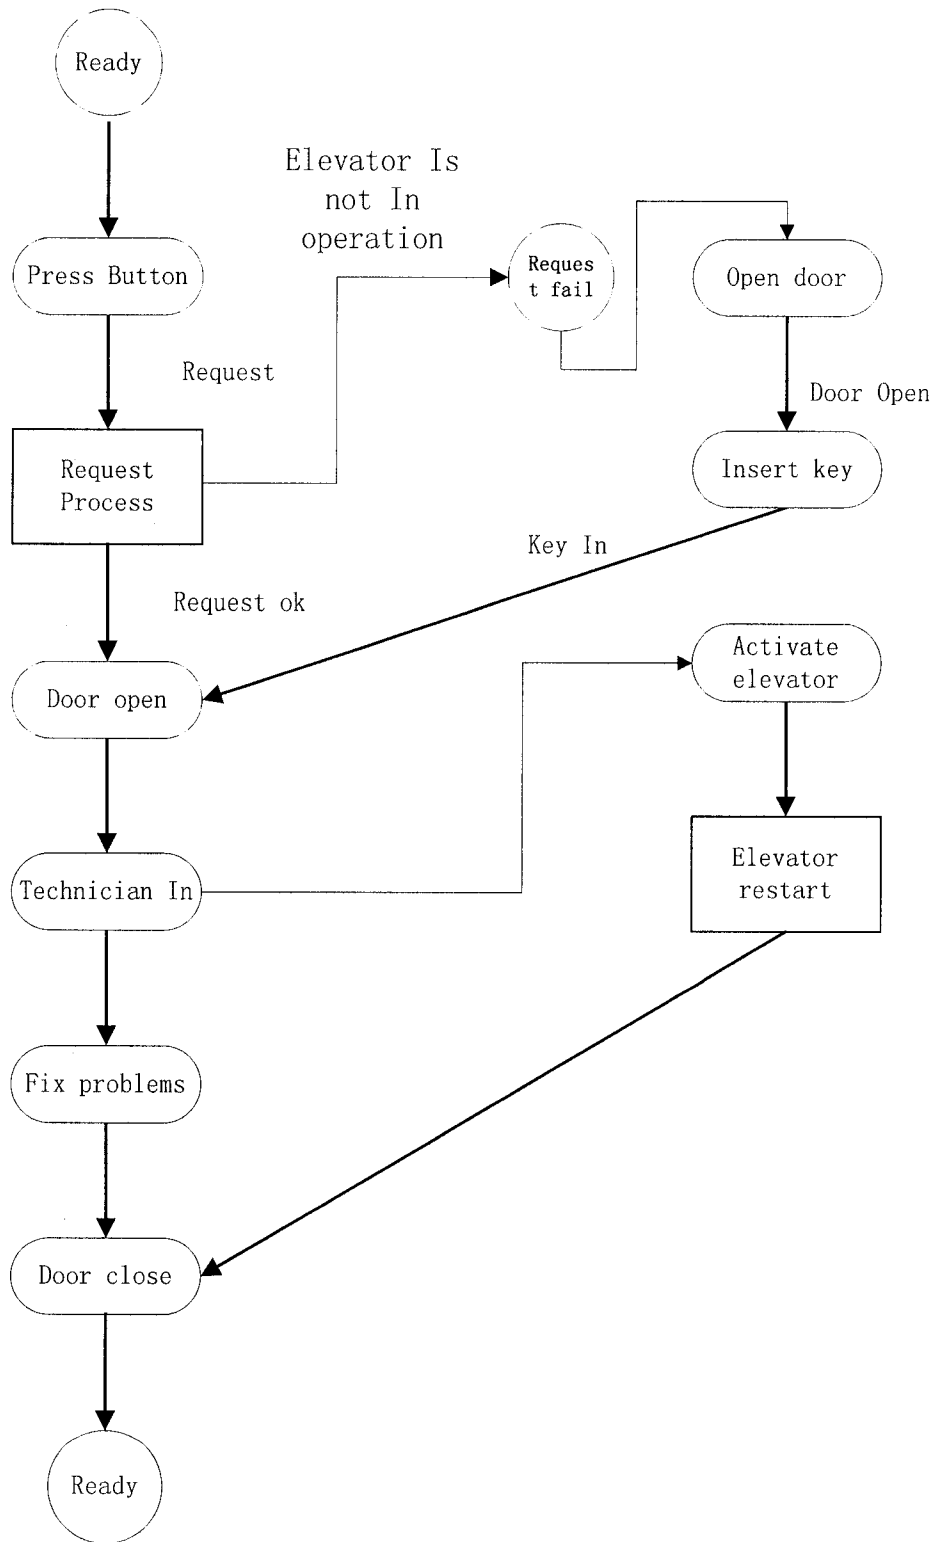 Ready
Elevator Is
not In
operation
Press Button
Reques
t fail
Open door
Request
Door Open
Request
Process
Insert key
Key In
Request ok
Activate
elevator
Door open
Elevator
restart
Technician In
Fix problems
Door close
Ready